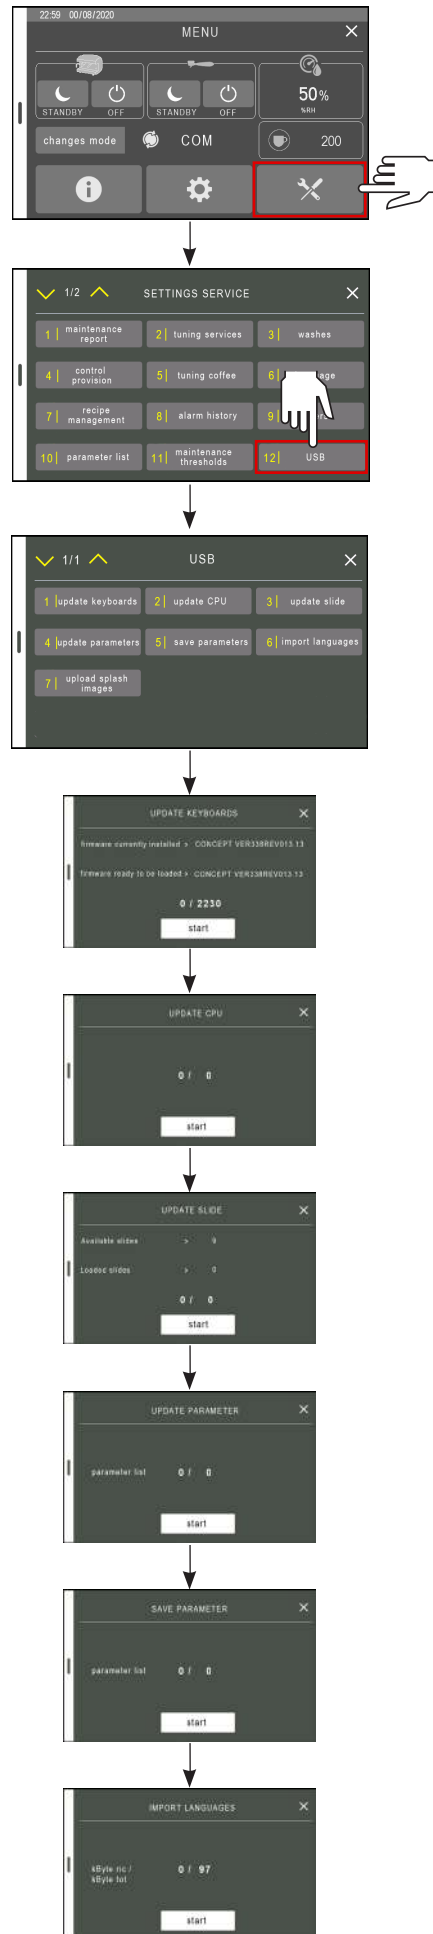 22:59 00/08/2020
MENU
50%
%RH
STANDBY OFF STANDBY OFF
changes mode COM 200
1/2 SETTINGS SERVICE
1 maintenance report
2 tuning services
3 washes
4 control provision
5 tuning coffee
6
7 recipe management
8 alarm history
9
10 parameter list
11 maintenance thresholds
12 USB
1/1 USB
1 update keyboards
2 update CPU
3 update slide
4 update parameters
5 save parameters
6 import languages
7 upload splash images
UPDATE KEYBOARDS
firmware currently installed > CONCEPT VER338REV013.13
firmware ready to be loaded > CONCEPT VER338REV013.13
0 / 2230
start
UPDATE CPU
0 / 0
start
UPDATE SLIDE
Available slides > 9
Loaded slides > 0
0 / 0
start
UPDATE PARAMETER
parameter list 0 / 0
start
SAVE PARAMETER
parameter list 0 / 0
start
IMPORT LANGUAGES
kByte ric /
kByte tot
0 / 97
start